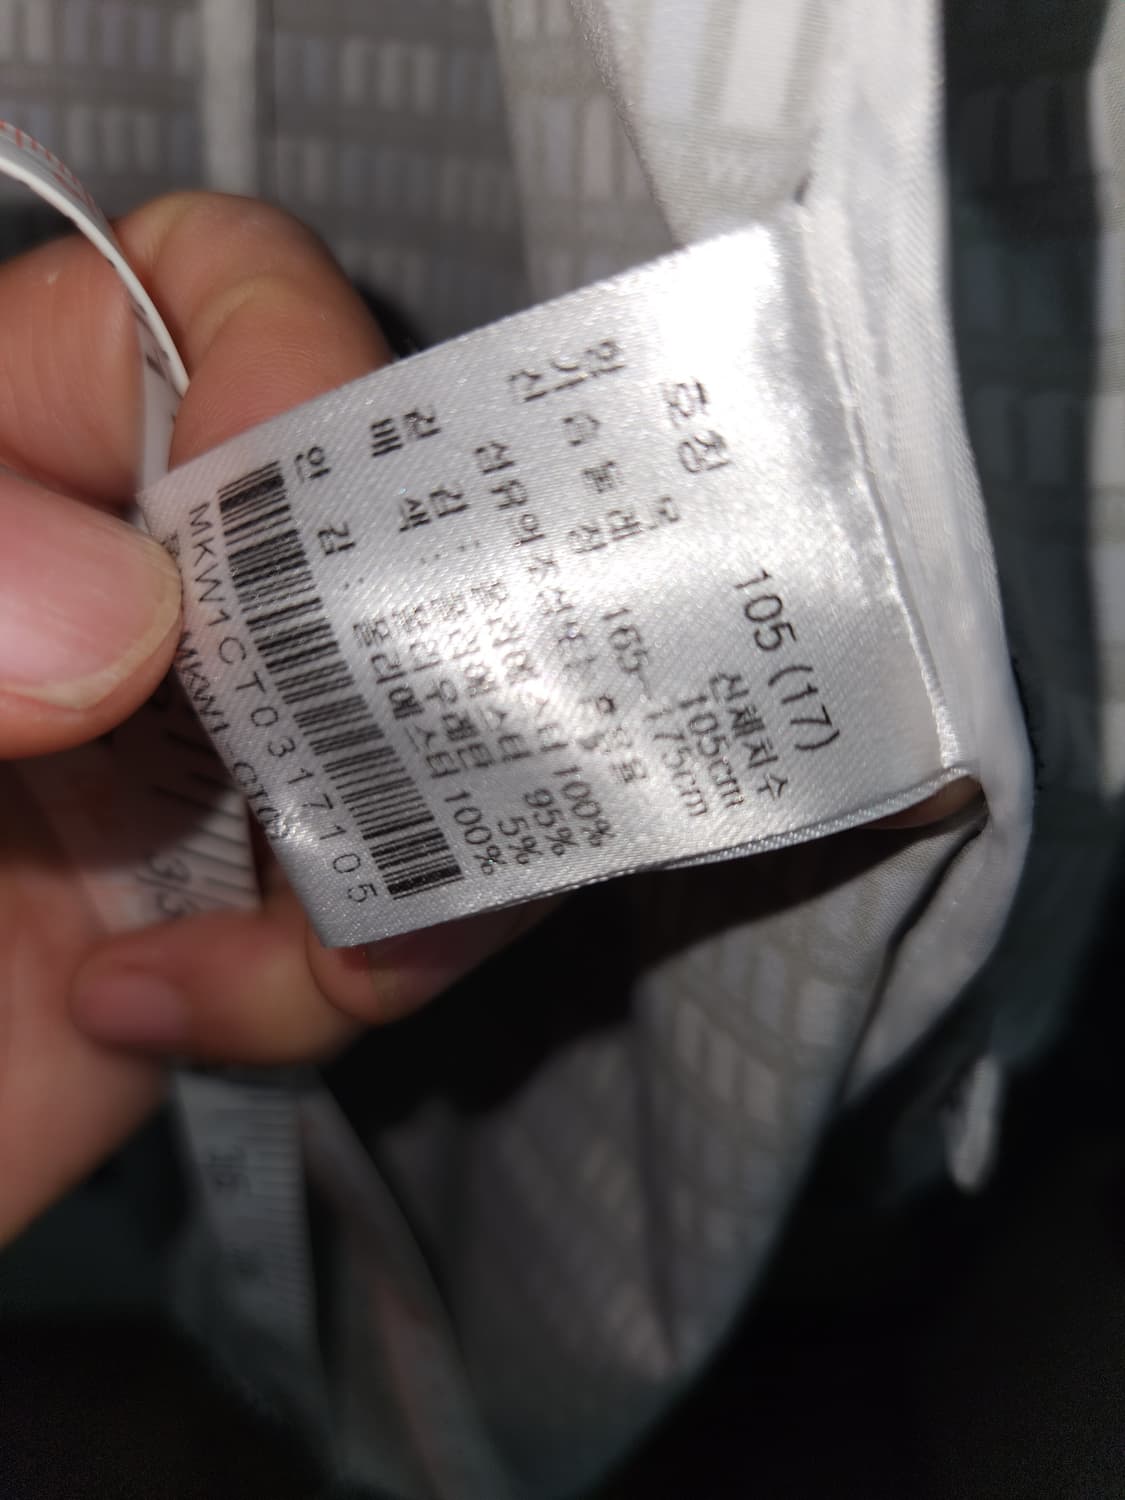 호칭 105 (17)
신체치수
가슴둘레 105cm
신장 165-175cm
섬유의조성 또는 혼용율
겉감: 폴리에스터 100%
배색: 폴리에스터 95%
폴리우레탄 5%
안감: 폴리에스터 100%
MKW1CT0317105